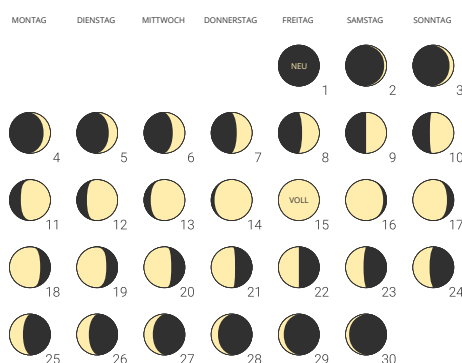 MONTAG DIENSTAG MITTWOCH DONNERSTAG FREITAG SAMSTAG SONNTAG
NEU
1 2 3
4 5 6 7 8 9 10
VOLL
11 12 13 14 15 16 17
18 19 20 21 22 23 24
25 26 27 28 29 30